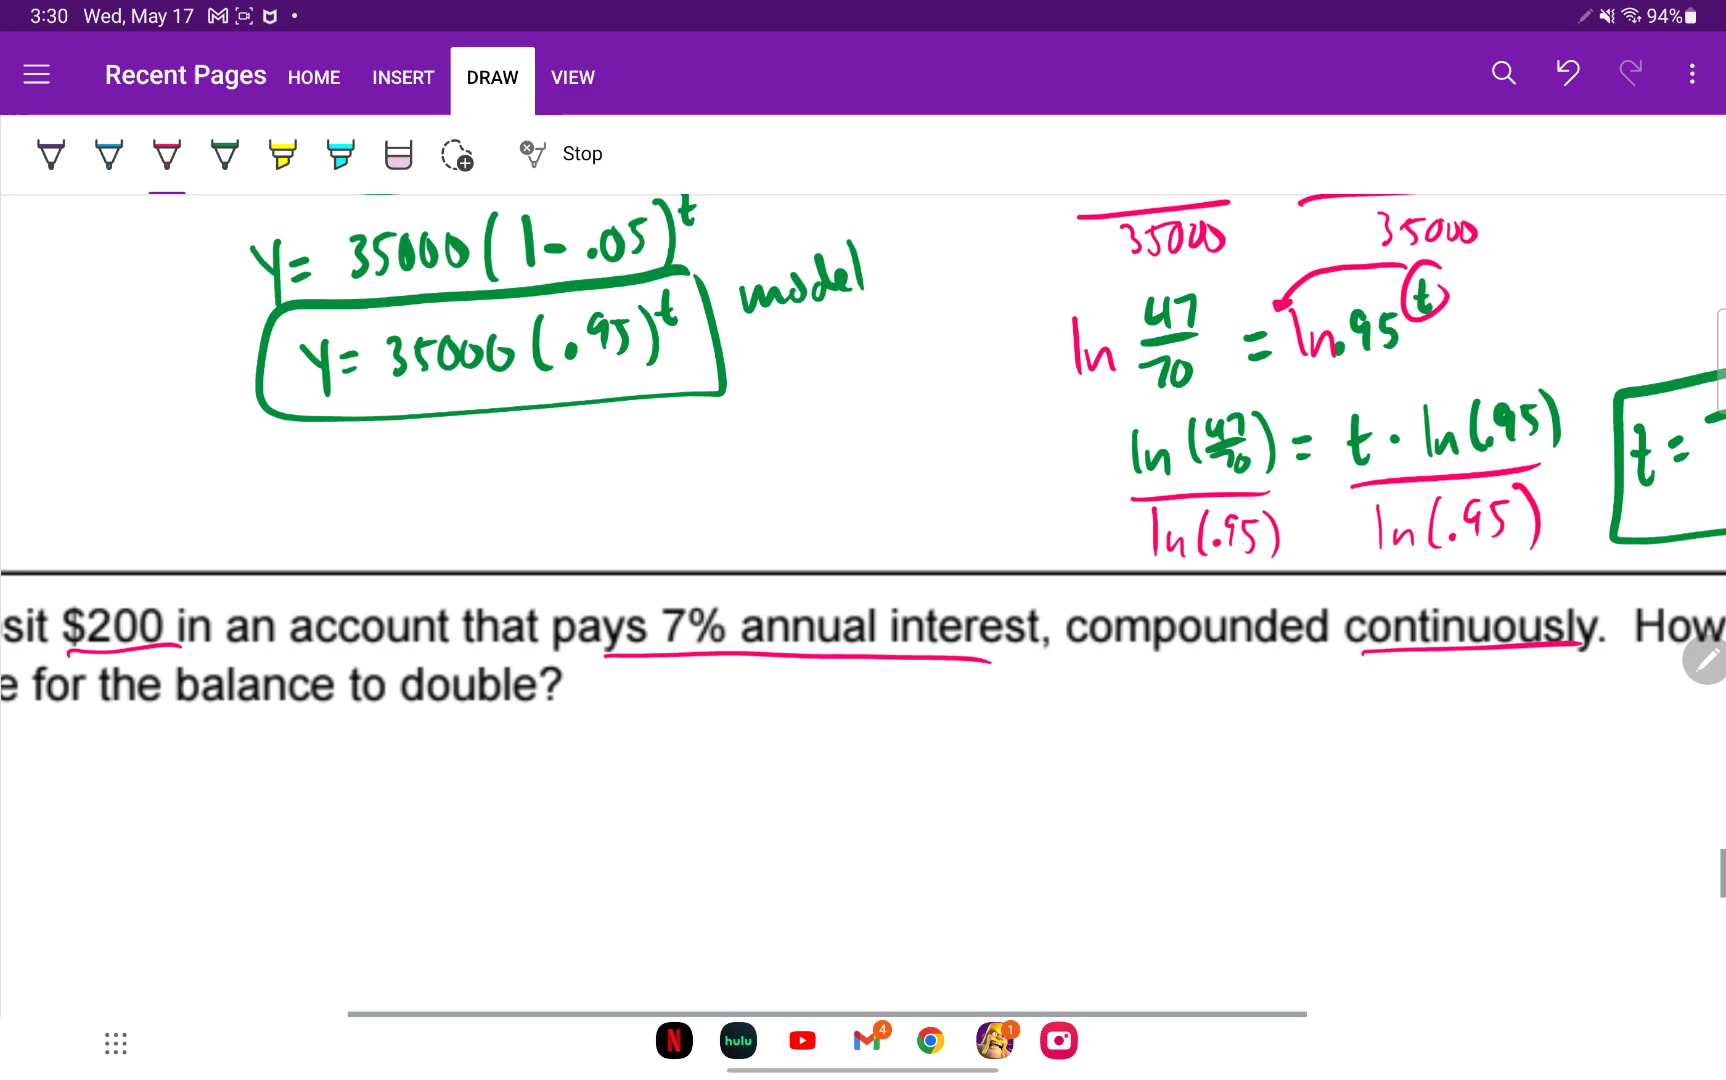 3:30 Wed, May 17 94%
Recent Pages HOME INSERT DRAW VIEW
Stop
y = 35000(1 - .05)^t
y = 35000(.95)^t
model
35000 35000
ln 47/70 = ln .95^t
ln(47/70) = t · ln(.95)
ln(.95) ln(.95)
t =
sit $200 in an account that pays 7% annual interest, compounded continuously. How
e for the balance to double?
hulu
4
1